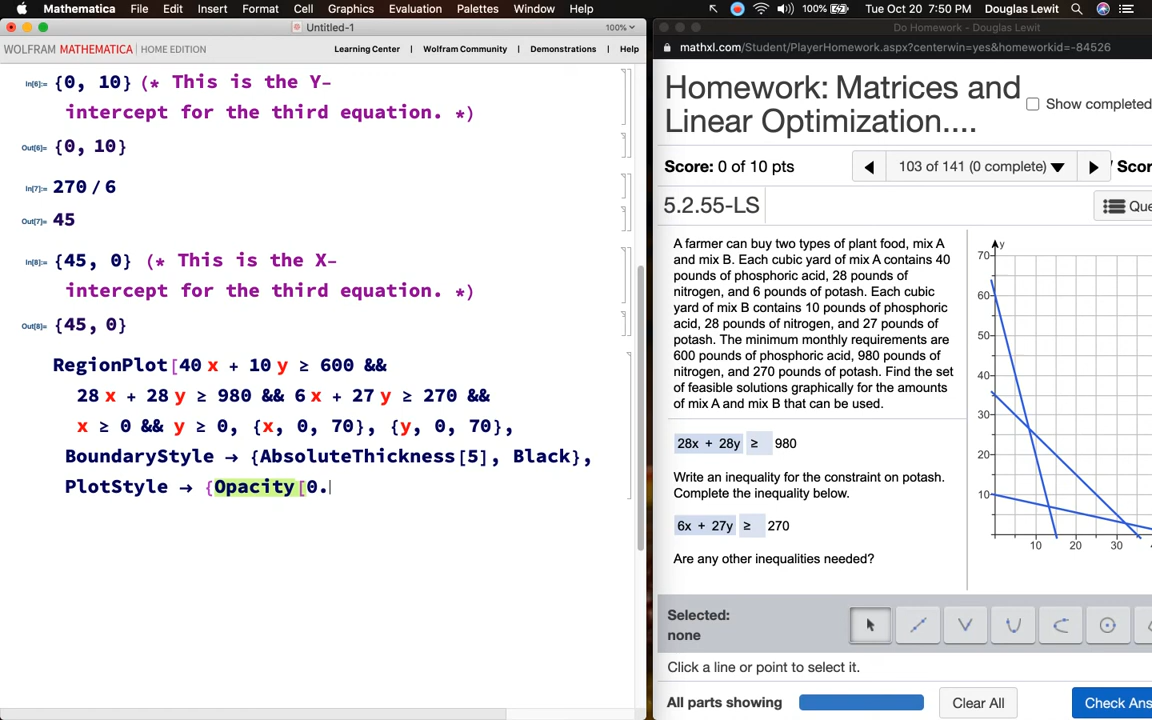 Mathematica File Edit Insert Format Cell Graphics Evaluation Palettes Window Help 100% Tue Oct 20 7:50 PM Douglas Lewit
Untitled-1 100%
WOLFRAM MATHEMATICA | HOME EDITION Learning Center | Wolfram Community | Demonstrations | Help
In[6]:= {0, 10} (* This is the Y-
intercept for the third equation. *)
Out[6]= {0, 10}
In[7]:= 270 / 6
Out[7]= 45
In[8]:= {45, 0} (* This is the X-
intercept for the third equation. *)
Out[8]= {45, 0}
RegionPlot[40 x + 10 y ≥ 600 &&
28 x + 28 y ≥ 980 && 6 x + 27 y ≥ 270 &&
x ≥ 0 && y ≥ 0, {x, 0, 70}, {y, 0, 70},
BoundaryStyle → {AbsoluteThickness[5], Black},
PlotStyle → {Opacity[0.
Do Homework - Douglas Lewit
mathxl.com/Student/PlayerHomework.aspx?centerwin=yes&homeworkid=-84526
Homework: Matrices and
Linear Optimization....
Show completed
Score: 0 of 10 pts
103 of 141 (0 complete)
Scor
5.2.55-LS
Que
A farmer can buy two types of plant food, mix A
and mix B. Each cubic yard of mix A contains 40
pounds of phosphoric acid, 28 pounds of
nitrogen, and 6 pounds of potash. Each cubic
yard of mix B contains 10 pounds of phosphoric
acid, 28 pounds of nitrogen, and 27 pounds of
potash. The minimum monthly requirements are
600 pounds of phosphoric acid, 980 pounds of
nitrogen, and 270 pounds of potash. Find the set
of feasible solutions graphically for the amounts
of mix A and mix B that can be used.
28x + 28y ≥ 980
Write an inequality for the constraint on potash.
Complete the inequality below.
6x + 27y ≥ 270
Are any other inequalities needed?
y
70
60
50
40
30
20
10
10 20 30 4
Selected:
none
Click a line or point to select it.
All parts showing
Clear All
Check Ans